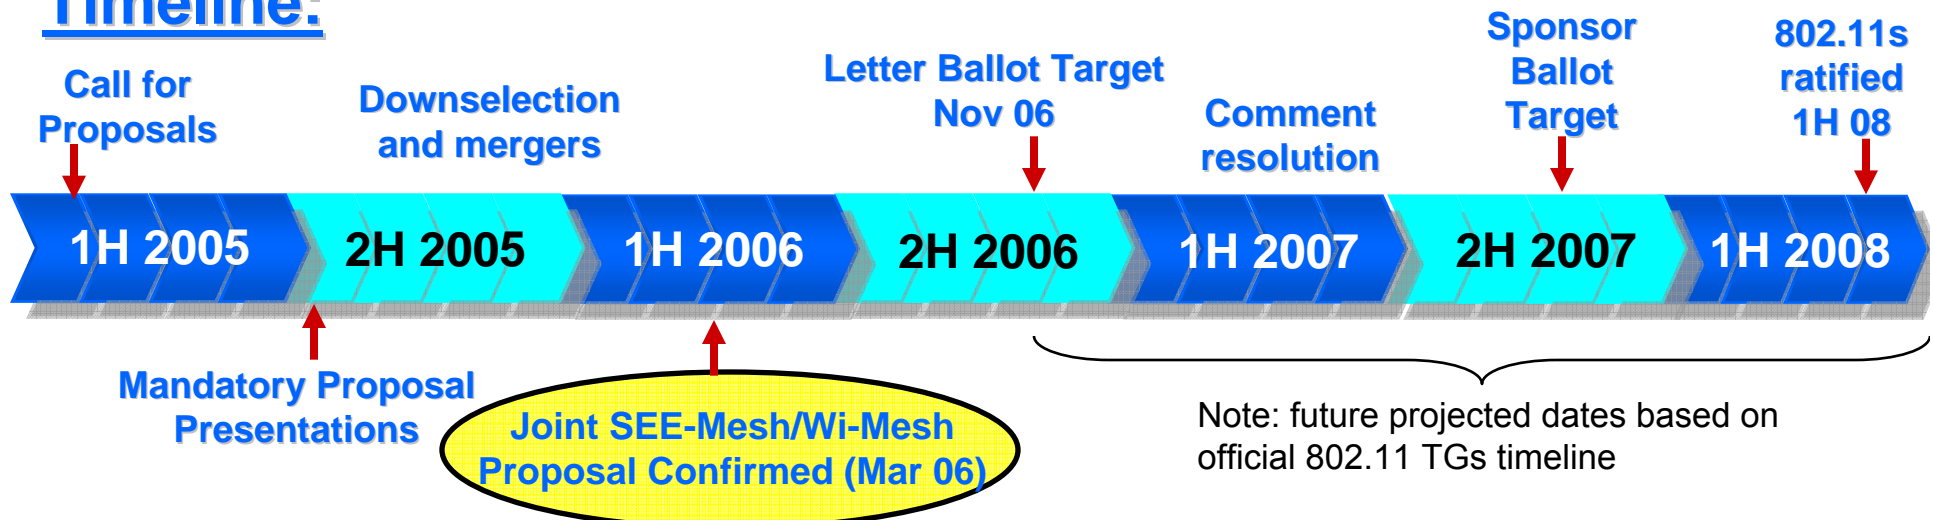 Timeline:
Call for
Proposals
Downselection
and mergers
Letter Ballot Target
Nov 06
Comment
resolution
Sponsor
Ballot
Target
802.11s
ratified
1H 08
1H 2005
2H 2005
1H 2006
2H 2006
1H 2007
2H 2007
1H 2008
Mandatory Proposal
Presentations
Joint SEE-Mesh/Wi-Mesh
Proposal Confirmed (Mar 06)
Note: future projected dates based on
official 802.11 TGs timeline